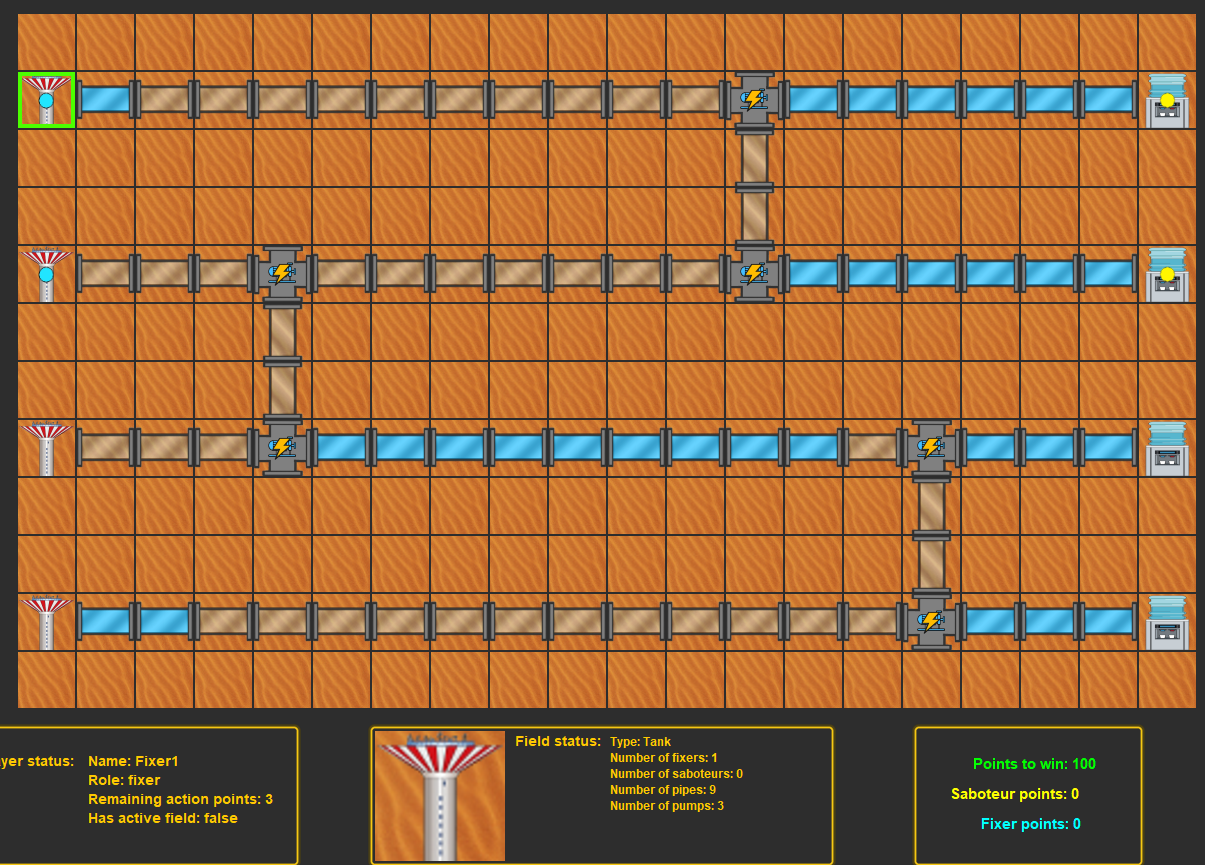 yer status:
Name: Fixer1
Role: fixer
Remaining action points: 3
Has active field: false
Field status:
Type: Tank
Number of fixers: 1
Number of saboteurs: 0
Number of pipes: 9
Number of pumps: 3
Points to win: 100
Saboteur points: 0
Fixer points: 0